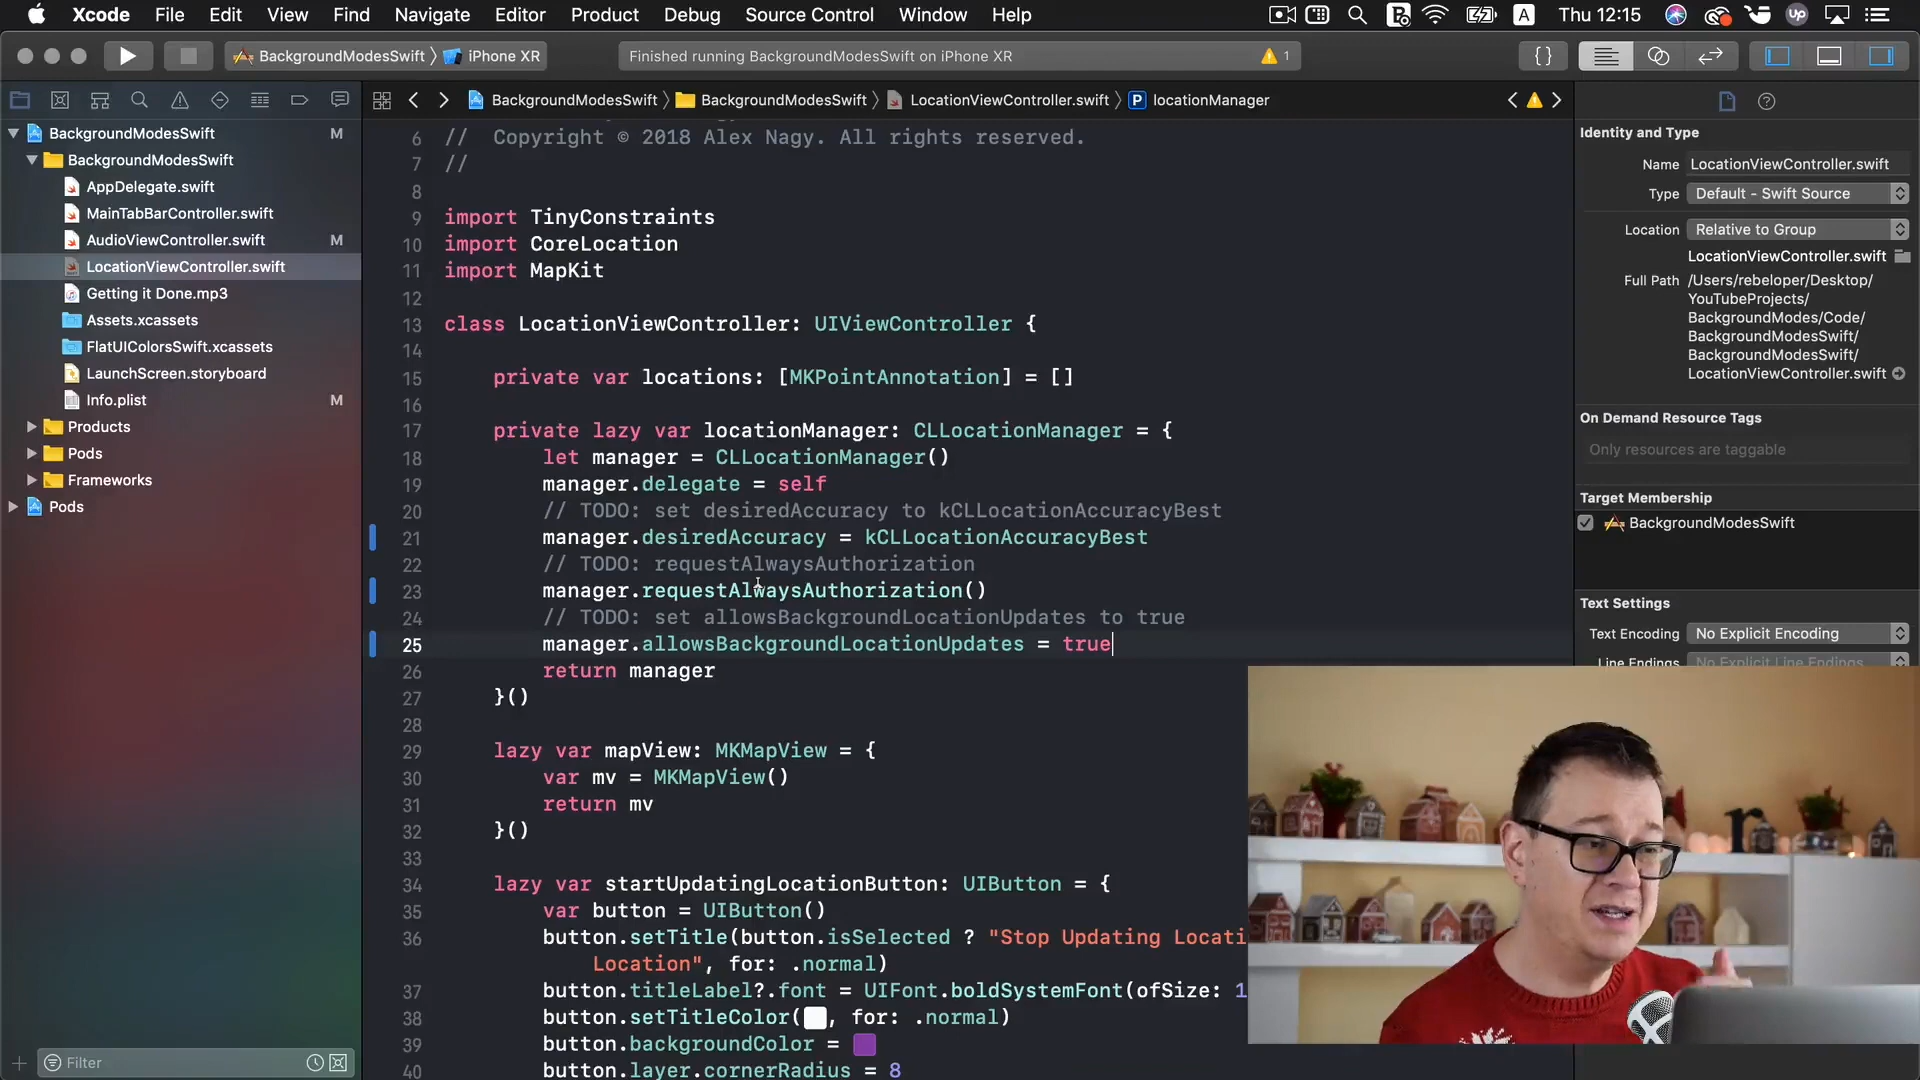 Xcode File Edit View Find Navigate Editor Product Debug Source Control Window Help
A Thu 12:15 Up
BackgroundModesSwift iPhone XR
Finished running BackgroundModesSwift on iPhone XR 1
BackgroundModesSwift M
BackgroundModesSwift
AppDelegate.swift
MainTabBarController.swift
AudioViewController.swift M
LocationViewController.swift
Getting it Done.mp3
Assets.xcassets
FlatUIColorsSwift.xcassets
LaunchScreen.storyboard
Info.plist M
Products
Pods
Frameworks
Pods
Filter
BackgroundModesSwift BackgroundModesSwift LocationViewController.swift P locationManager
6 // Copyright © 2018 Alex Nagy. All rights reserved.
7 //
8
9 import TinyConstraints
10 import CoreLocation
11 import MapKit
12
13 class LocationViewController: UIViewController {
14
15 private var locations: [MKPointAnnotation] = []
16
17 private lazy var locationManager: CLLocationManager = {
18 let manager = CLLocationManager()
19 manager.delegate = self
20 // TODO: set desiredAccuracy to kCLLocationAccuracyBest
21 manager.desiredAccuracy = kCLLocationAccuracyBest
22 // TODO: requestAlwaysAuthorization
23 manager.requestAlwaysAuthorization()
24 // TODO: set allowsBackgroundLocationUpdates to true
25 manager.allowsBackgroundLocationUpdates = true
26 return manager
27 }()
28
29 lazy var mapView: MKMapView = {
30 var mv = MKMapView()
31 return mv
32 }()
33
34 lazy var startUpdatingLocationButton: UIButton = {
35 var button = UIButton()
36 button.setTitle(button.isSelected ? "Stop Updating Locati
Location", for: .normal)
37 button.titleLabel?.font = UIFont.boldSystemFont(ofSize: 1
38 button.setTitleColor( , for: .normal)
39 button.backgroundColor =
40 button.layer.cornerRadius = 8
Identity and Type
Name LocationViewController.swift
Type Default - Swift Source
Location Relative to Group
LocationViewController.swift
Full Path /Users/rebeloper/Desktop/
YouTubeProjects/
BackgroundModes/Code/
BackgroundModesSwift/
BackgroundModesSwift/
LocationViewController.swift
On Demand Resource Tags
Only resources are taggable
Target Membership
BackgroundModesSwift
Text Settings
Text Encoding No Explicit Encoding
Line Endings No Explicit Line Endings